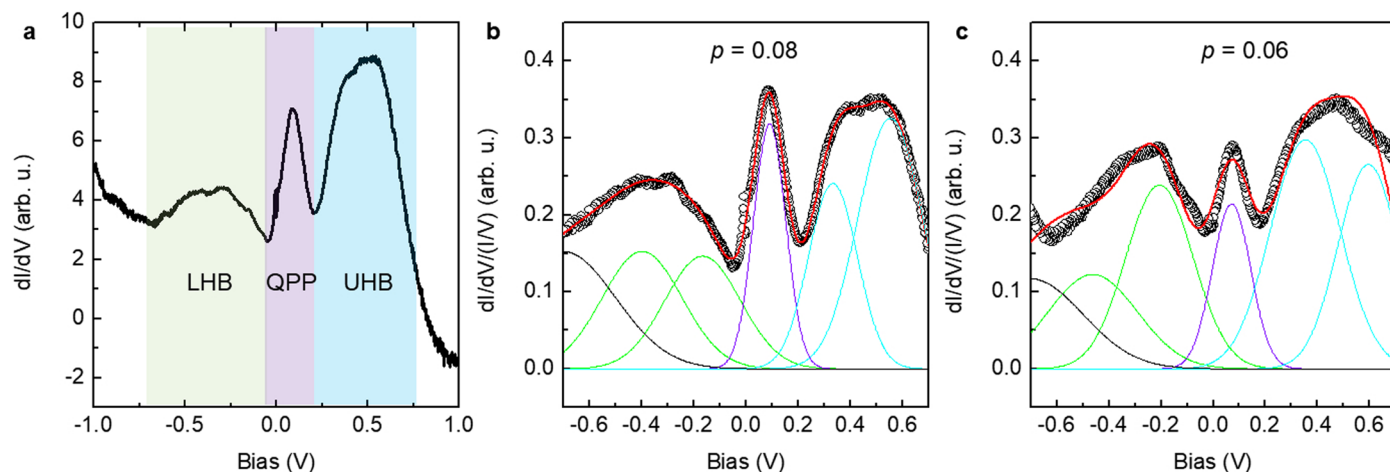 a
10
8
6
4
2
0
-2
dI/dV (arb. u.)
LHB QPP UHB
-1.0 -0.5 0.0 0.5 1.0
Bias (V)
b
p = 0.08
0.4
0.3
0.2
0.1
0.0
dI/dV/(I/V) (arb. u.)
-0.6 -0.4 -0.2 0.0 0.2 0.4 0.6
Bias (V)
c
p = 0.06
0.4
0.3
0.2
0.1
0.0
dI/dV/(I/V) (arb. u.)
-0.6 -0.4 -0.2 0.0 0.2 0.4 0.6
Bias (V)